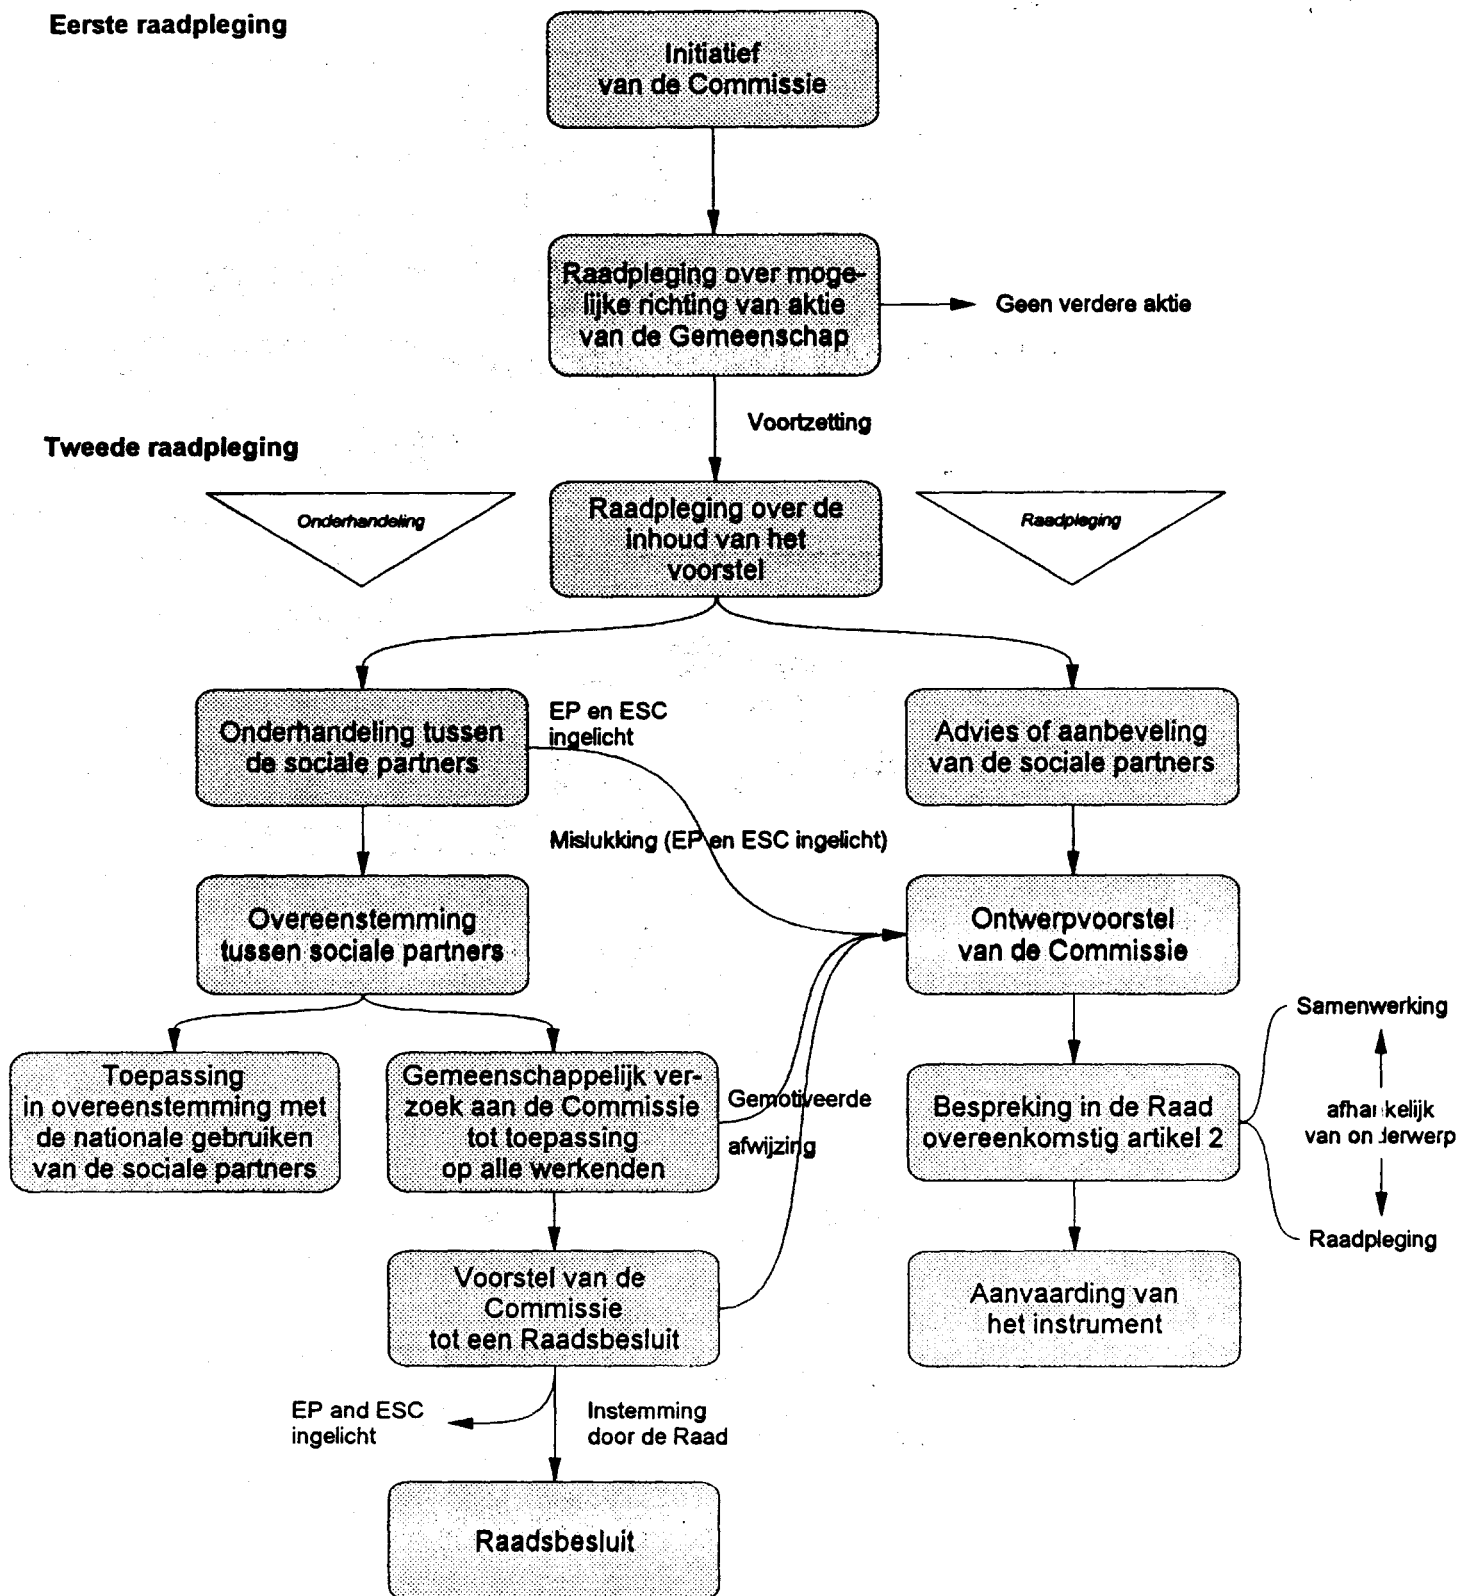 Eerste raadpleging
Initiatief
van de Commissie
Raadpleging over moge-
lijke richting van aktie
van de Gemeenschap
Geen verdere aktie
Voortzetting
Tweede raadpleging
Onderhandeling
Raadpleging over de
inhoud van het
voorstel
Raadpleging
Onderhandeling tussen
de sociale partners
EP en ESC
ingelicht
Advies of aanbeveling
van de sociale partners
Mislukking (EP en ESC ingelicht)
Overeenstemming
tussen sociale partners
Ontwerpvoorstel
van de Commissie
Toepassing
in overeenstemming met
de nationale gebruiken
van de sociale partners
Gemeenschappelijk ver-
zoek aan de Commissie
tot toepassing
op alle werkenden
Gemotiveerde
afwijzing
Bespreking in de Raad
overeenkomstig artikel 2
Samenwerking
afhankelijk
van onderwerp
Raadpleging
Voorstel van de
Commissie
tot een Raadsbesluit
Aanvaarding van
het instrument
EP and ESC
ingelicht
Instemming
door de Raad
Raadsbesluit